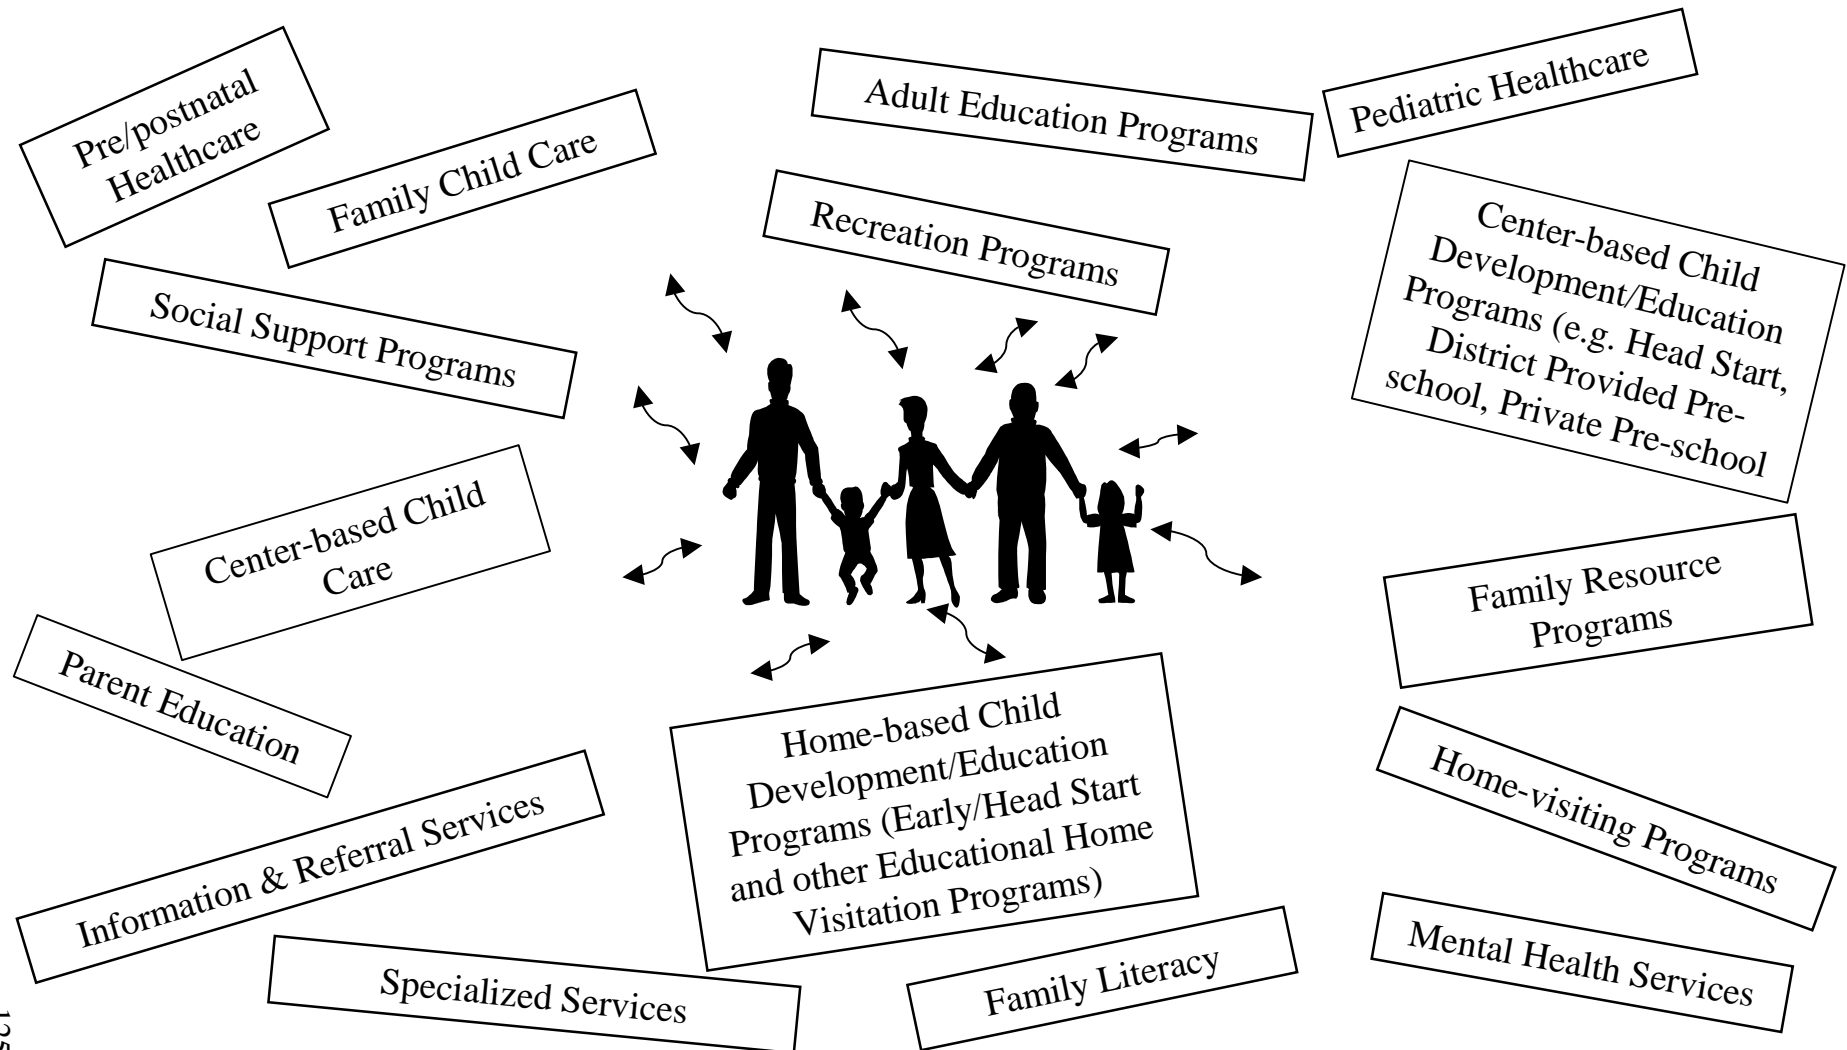 Pre/postnatal
Healthcare
Family Child Care
Adult Education Programs
Pediatric Healthcare
Recreation Programs
Social Support Programs
Center-based Child
Development/Education
Programs (e.g. Head Start,
District Provided Pre-
school, Private Pre-school
Center-based Child
Care
Family Resource
Programs
Parent Education
Home-based Child
Development/Education
Programs (Early/Head Start
and other Educational Home
Visitation Programs)
Home-visiting Programs
Information & Referral Services
Specialized Services
Family Literacy
Mental Health Services